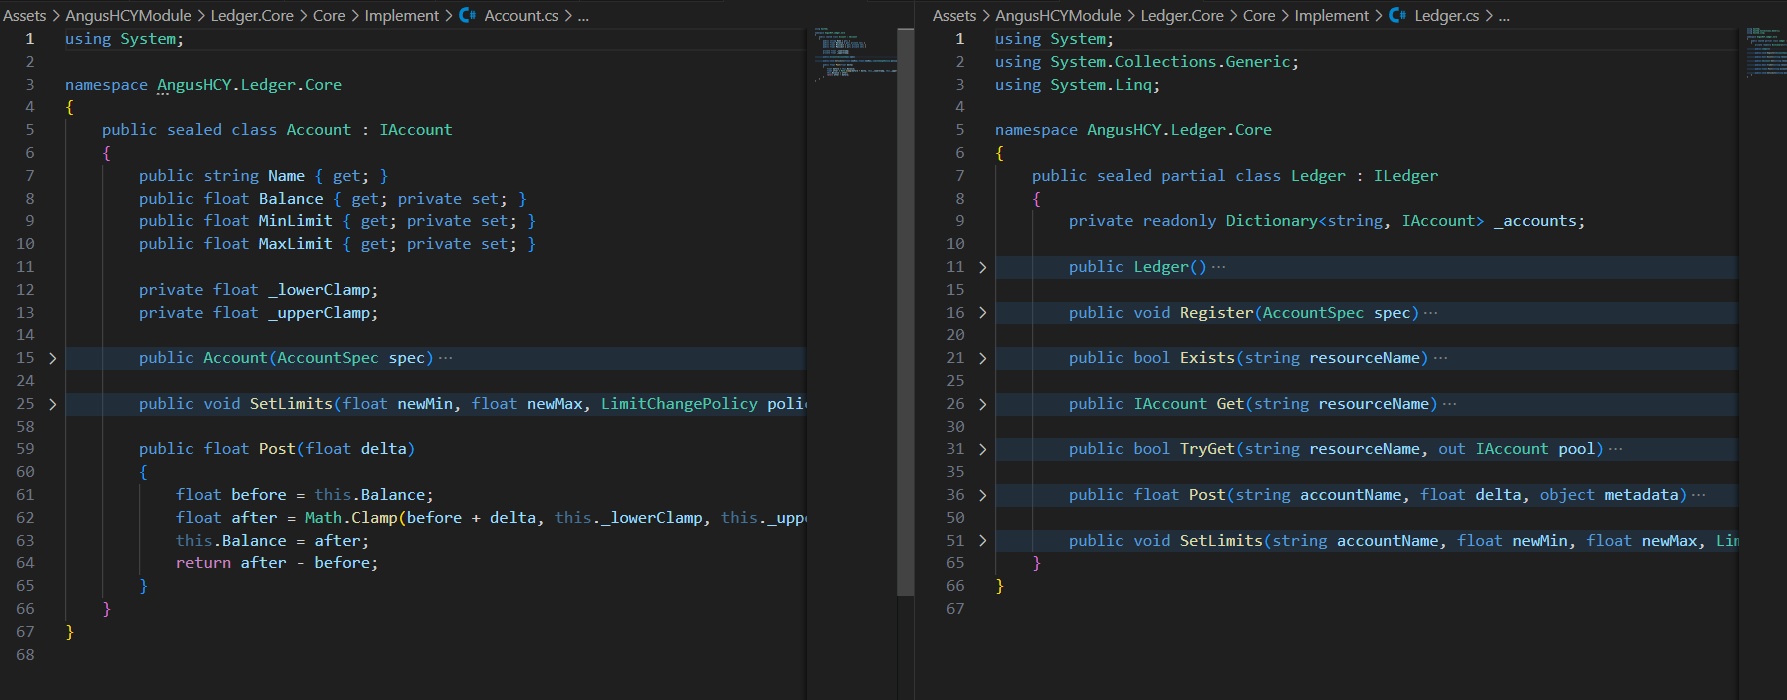 Assets > AngusHCYModule > Ledger.Core > Core > Implement > C# Account.cs > ...
1 using System;
2
3 namespace AngusHCY.Ledger.Core
4 {
5 public sealed class Account : IAccount
6 {
7 public string Name { get; }
8 public float Balance { get; private set; }
9 public float MinLimit { get; private set; }
10 public float MaxLimit { get; private set; }
11
12 private float _lowerClamp;
13 private float _upperClamp;
14
15 > public Account(AccountSpec spec) ...
24
25 > public void SetLimits(float newMin, float newMax, LimitChangePolicy poli
58
59 public float Post(float delta)
60 {
61 float before = this.Balance;
62 float after = Math.Clamp(before + delta, this._lowerClamp, this._upp
63 this.Balance = after;
64 return after - before;
65 }
66 }
67 }
68
Assets > AngusHCYModule > Ledger.Core > Core > Implement > C# Ledger.cs > ...
1 using System;
2 using System.Collections.Generic;
3 using System.Linq;
4
5 namespace AngusHCY.Ledger.Core
6 {
7 public sealed partial class Ledger : ILedger
8 {
9 private readonly Dictionary<string, IAccount> _accounts;
10
11 > public Ledger() ...
15
16 > public void Register(AccountSpec spec) ...
20
21 > public bool Exists(string resourceName) ...
25
26 > public IAccount Get(string resourceName) ...
30
31 > public bool TryGet(string resourceName, out IAccount pool) ...
35
36 > public float Post(string accountName, float delta, object metadata) ...
50
51 > public void SetLimits(string accountName, float newMin, float newMax, Lim
65 }
66 }
67